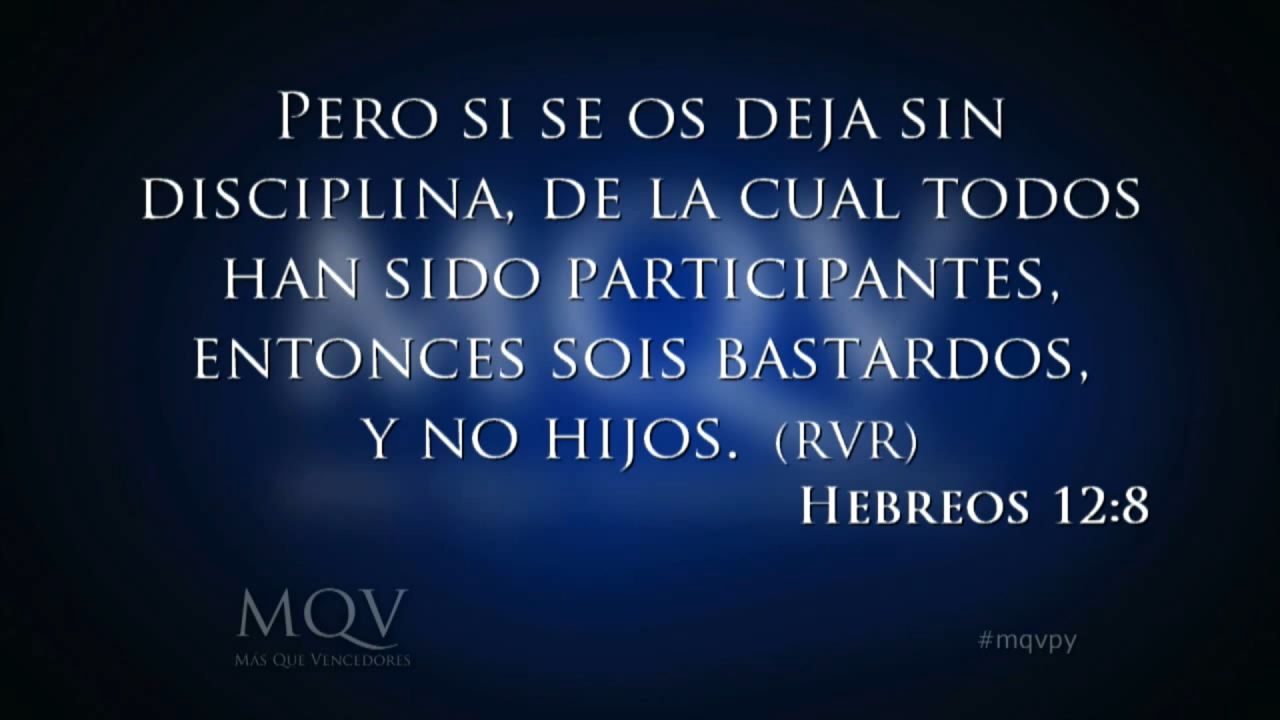 PERO SI SE OS DEJA SIN
DISCIPLINA, DE LA CUAL TODOS
HAN SIDO PARTICIPANTES,
ENTONCES SOIS BASTARDOS,
Y NO HIJOS. (RVR)
HEBREOS 12:8
MQV
MÁS QUE VENCEDORES
#mqvpy